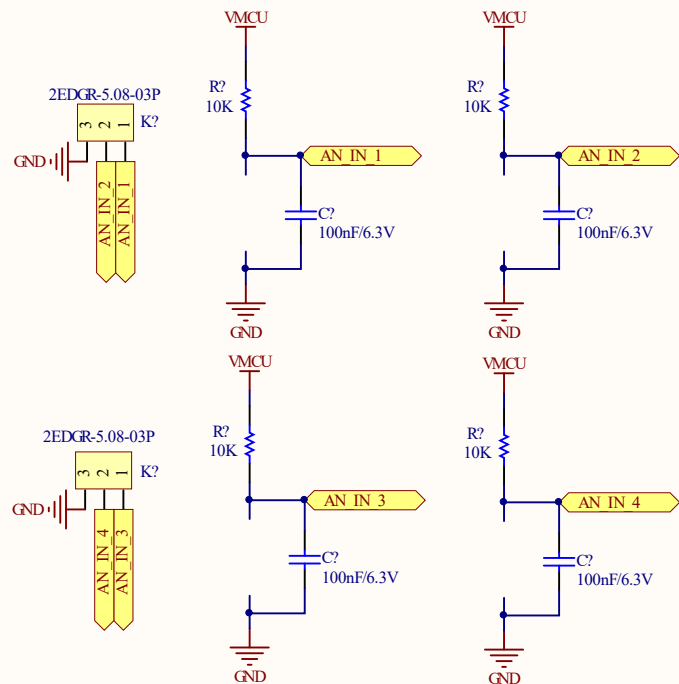 VMCU
R?
10K
AN_IN_1
C?
100nF/6.3V
GND
VMCU
R?
10K
AN_IN_2
C?
100nF/6.3V
GND
2EDGR-5.08-03P
3 2 1
K?
GND
AN_IN_2
AN_IN_1
VMCU
R?
10K
AN_IN_3
C?
100nF/6.3V
GND
VMCU
R?
10K
AN_IN_4
C?
100nF/6.3V
GND
2EDGR-5.08-03P
3 2 1
K?
GND
AN_IN_4
AN_IN_3